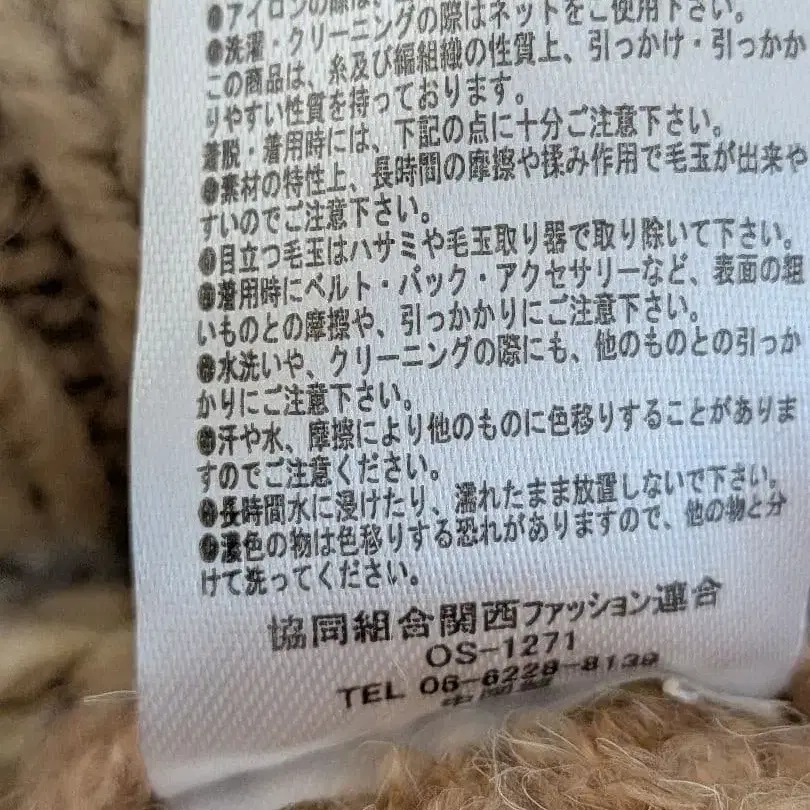 ●アイロンの際は、
●洗濯・クリーニングの際はネットをご使用下さい。
この商品は、糸及び編組織の性質上、引っかけ・引っかか
りやすい性質を持っております。
着脱・着用時には、下記の点に十分ご注意下さい。
●素材の特性上、長時間の摩擦や揉み作用で毛玉が出来や
すいのでご注意下さい。
●目立つ毛玉はハサミや毛玉取り器で取り除いて下さい。
●着用時にベルト・バック・アクセサリーなど、表面の粗
いものとの摩擦や、引っかかりにご注意下さい。
●水洗いや、クリーニングの際にも、他のものとの引っか
かりにご注意下さい。
●汗や水、摩擦により他のものに色移りすることがありま
すのでご注意ください。
●長時間水に浸けたり、濡れたまま放置しないで下さい。
●濃色の物は色移りする恐れがありますので、他の物と分
けて洗ってください。
協同組合関西ファッション連合
OS-1271
TEL 06-6228-8139
中国製